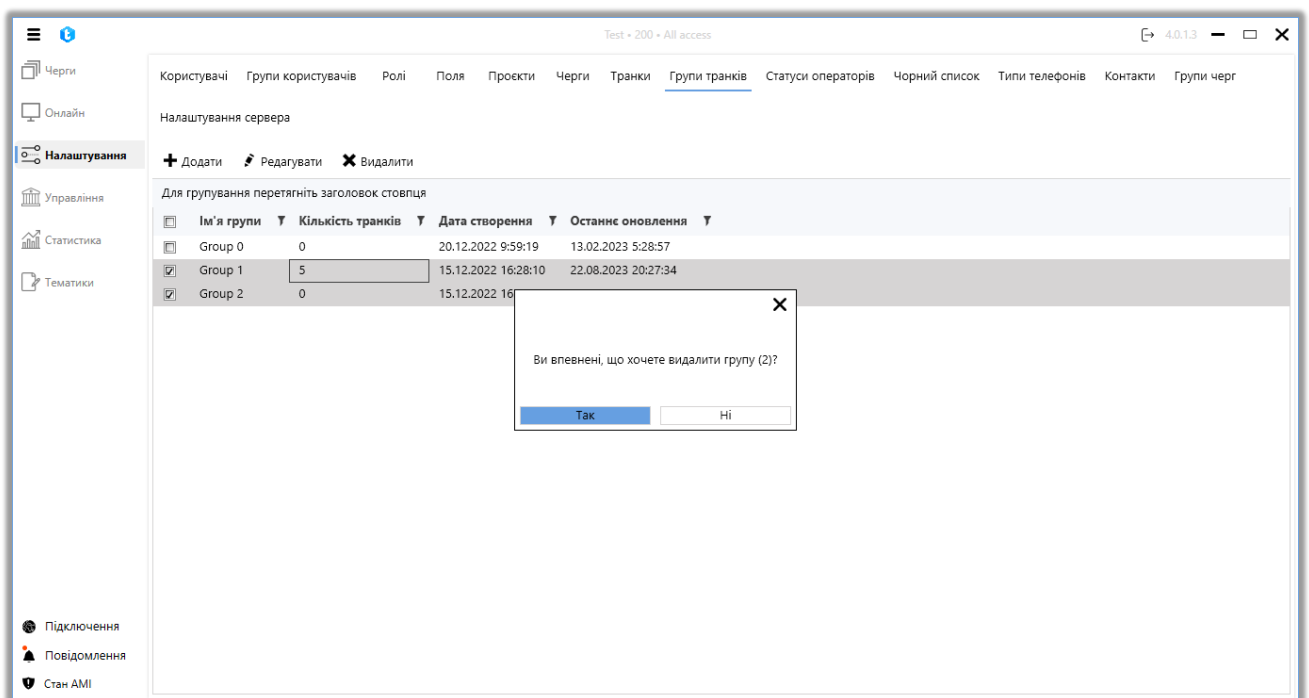 Test • 200 • All access
4.0.1.3
Черги
Онлайн
Налаштування
Управління
Статистика
Тематики
Користувачі Групи користувачів Ролі Поля Проєкти Черги Транки Групи транків Статуси операторів Чорний список Типи телефонів Контакти Групи черг
Налаштування сервера
Додати Редагувати Видалити
Для групування перетягніть заголовок стовпця
Ім'я групи Кількість транків Дата створення Останнє оновлення
Group 0 0 20.12.2022 9:59:19 13.02.2023 5:28:57
Group 1 5 15.12.2022 16:28:10 22.08.2023 20:27:34
Group 2 0 15.12.2022 16
Ви впевнені, що хочете видалити групу (2)?
Так Ні
Підключення
Повідомлення
Стан AMI